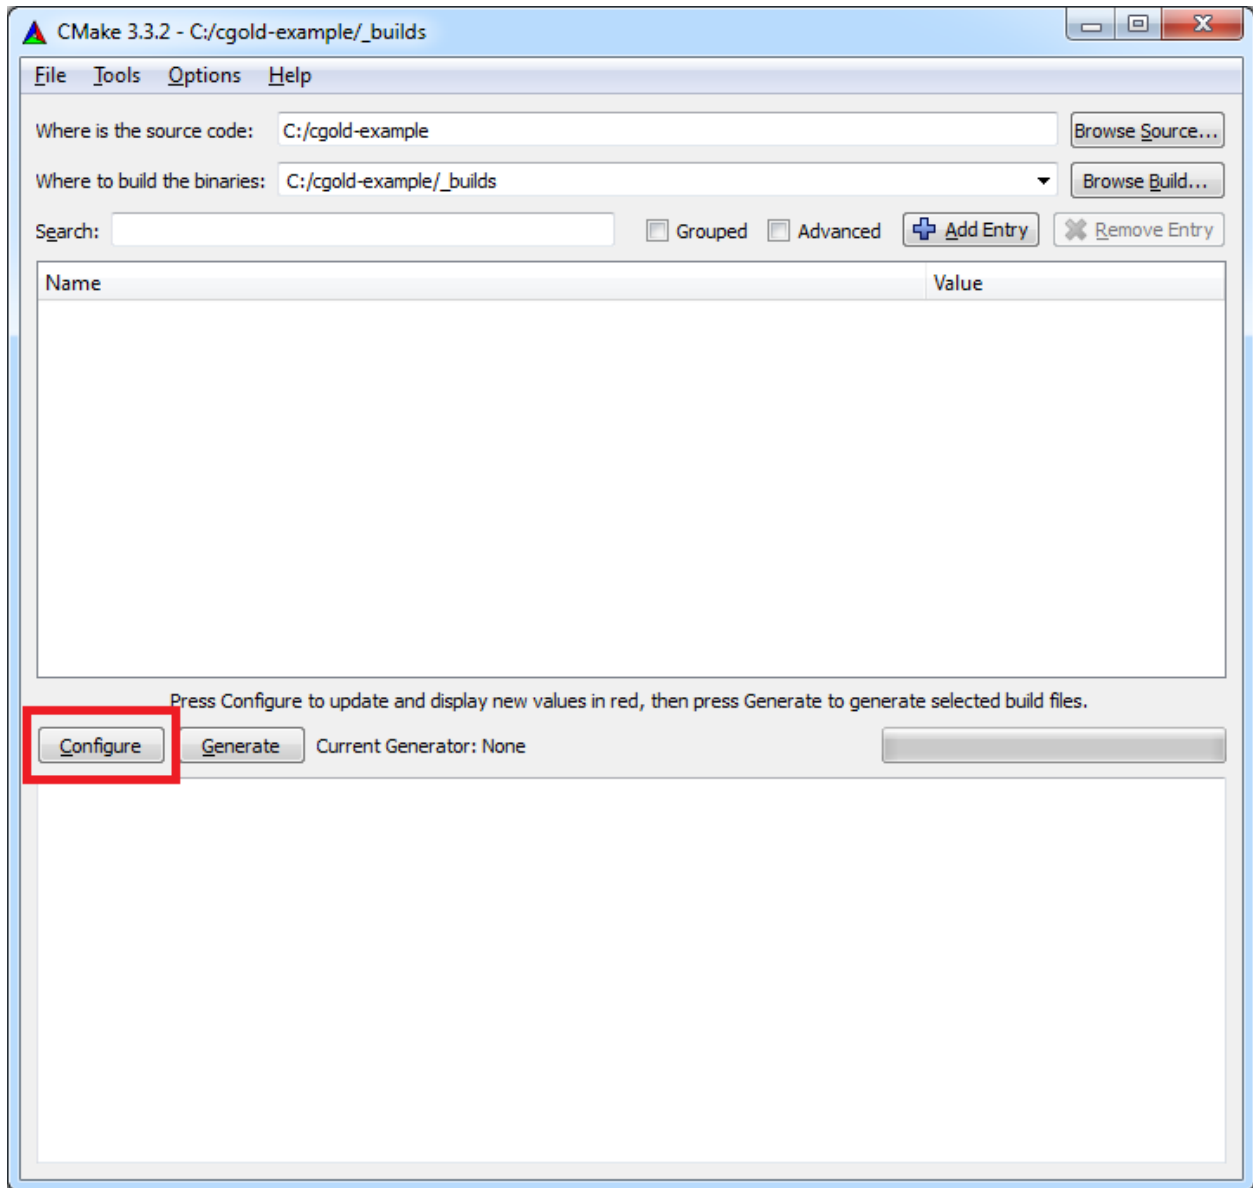 CMake 3.3.2 - C:/cgold-example/_builds
File Tools Options Help
Where is the source code: C:/cgold-example Browse Source...
Where to build the binaries: C:/cgold-example/_builds Browse Build...
Search: Grouped Advanced Add Entry Remove Entry
Name Value
Press Configure to update and display new values in red, then press Generate to generate selected build files.
Configure Generate Current Generator: None